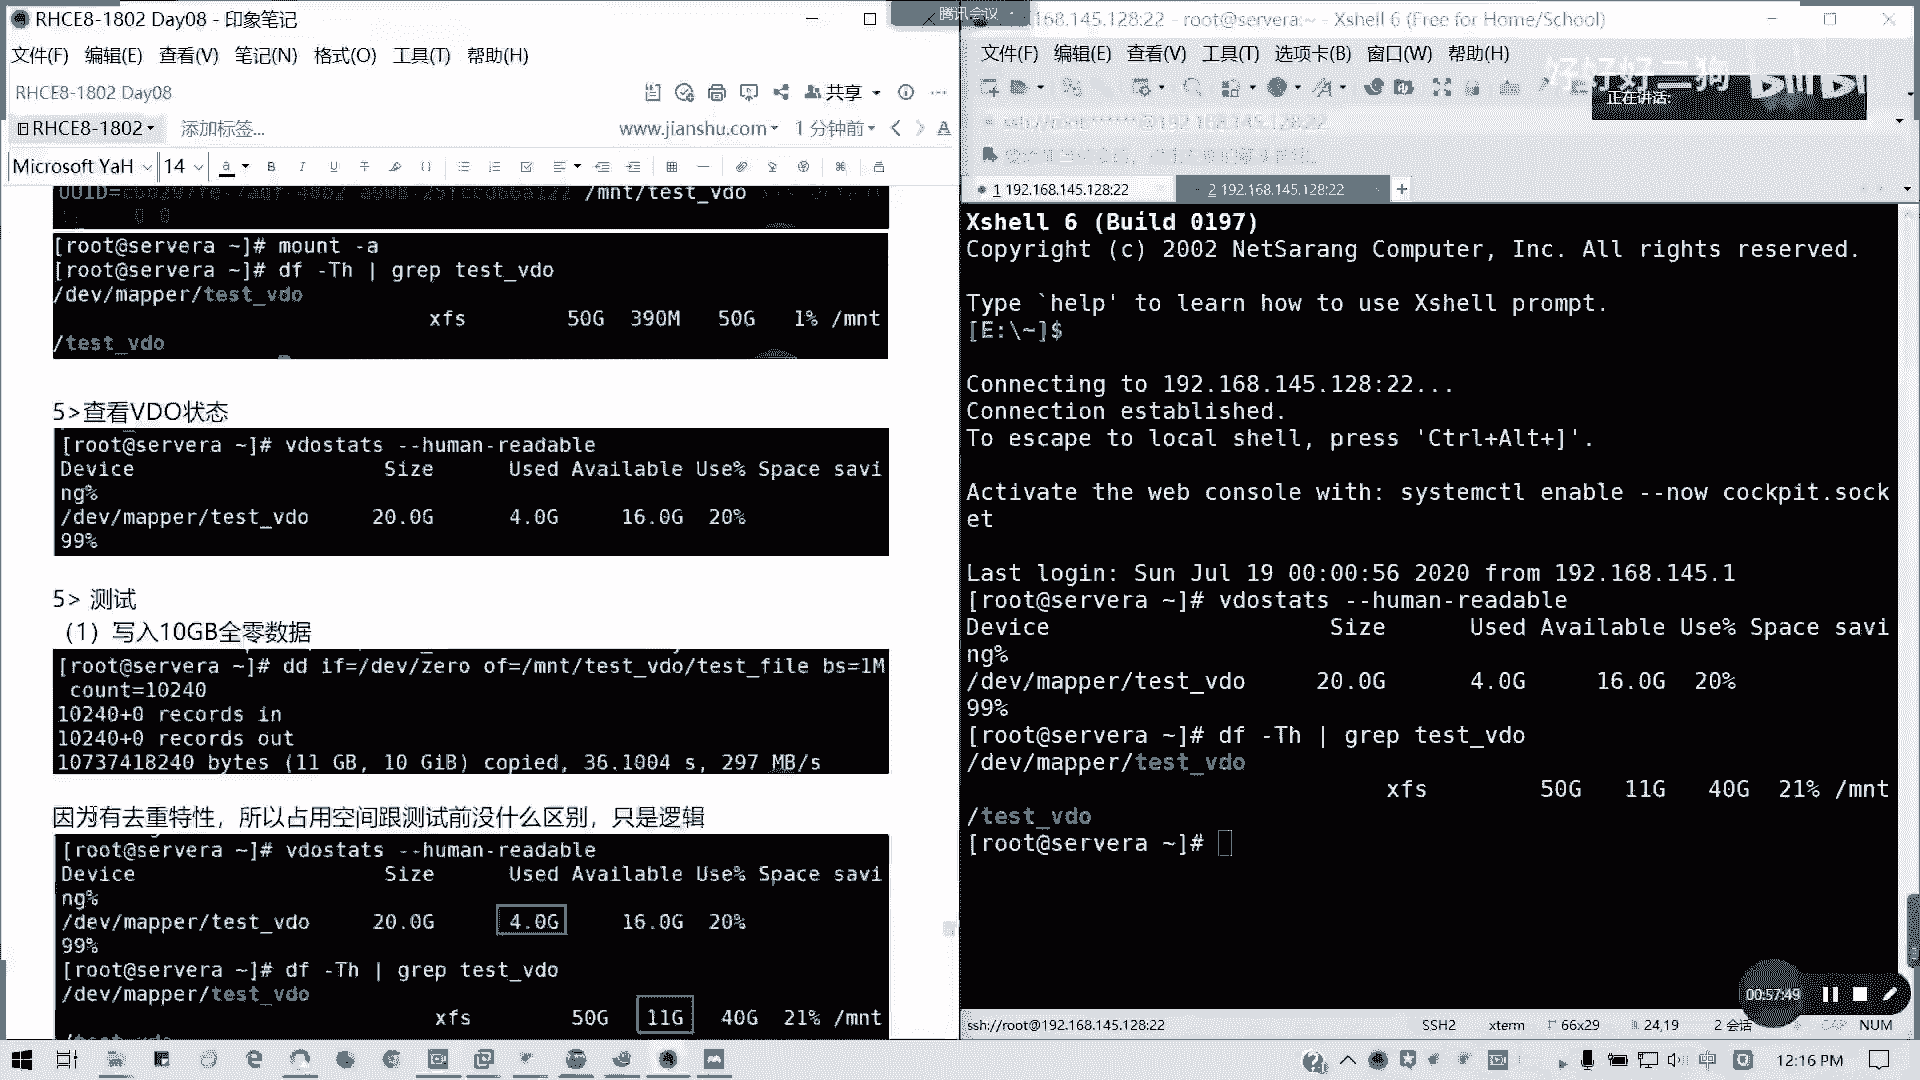 RHCE8-1802 Day08 - 印象笔记
文件(F) 编辑(E) 查看(V) 笔记(N) 格式(O) 工具(T) 帮助(H)
RHCE8-1802 Day08
共享
RHCE8-1802
添加标签...
www.jianshu.com
1 分钟前
Microsoft YaH 14
/mnt/test_vdo
0 0
[root@servera ~]# mount -a
[root@servera ~]# df -Th | grep test_vdo
/dev/mapper/test_vdo
xfs 50G 390M 50G 1% /mnt
/test_vdo
5>查看VDO状态
[root@servera ~]# vdostats --human-readable
Device Size Used Available Use% Space savi
ng%
/dev/mapper/test_vdo 20.0G 4.0G 16.0G 20%
99%
5> 测试
（1）写入10GB全零数据
[root@servera ~]# dd if=/dev/zero of=/mnt/test_vdo/test_file bs=1M
count=10240
10240+0 records in
10240+0 records out
10737418240 bytes (11 GB, 10 GiB) copied, 36.1004 s, 297 MB/s
因为有去重特性，所以占用空间跟测试前没什么区别，只是逻辑
[root@servera ~]# vdostats --human-readable
Device Size Used Available Use% Space savi
ng%
/dev/mapper/test_vdo 20.0G 4.0G 16.0G 20%
99%
[root@servera ~]# df -Th | grep test_vdo
/dev/mapper/test_vdo
xfs 50G 11G 40G 21% /mnt
腾讯会议
168.145.128:22 - root@servera:~ - Xshell 6 (Free for Home/School)
文件(F) 编辑(E) 查看(V) 工具(T) 选项卡(B) 窗口(W) 帮助(H)
正在讲话:
1 192.168.145.128:22
2 192.168.145.128:22
Xshell 6 (Build 0197)
Copyright (c) 2002 NetSarang Computer, Inc. All rights reserved.
Type `help' to learn how to use Xshell prompt.
[E:\~]$
Connecting to 192.168.145.128:22...
Connection established.
To escape to local shell, press 'Ctrl+Alt+]'.
Activate the web console with: systemctl enable --now cockpit.sock
et
Last login: Sun Jul 19 00:00:56 2020 from 192.168.145.1
[root@servera ~]# vdostats --human-readable
Device Size Used Available Use% Space savi
ng%
/dev/mapper/test_vdo 20.0G 4.0G 16.0G 20%
99%
[root@servera ~]# df -Th | grep test_vdo
/dev/mapper/test_vdo
xfs 50G 11G 40G 21% /mnt
/test_vdo
[root@servera ~]#
00:57:49
ssh://root@192.168.145.128:22 SSH2 xterm 66x29 24,19 2 会话 CAP NUM
中
12:16 PM